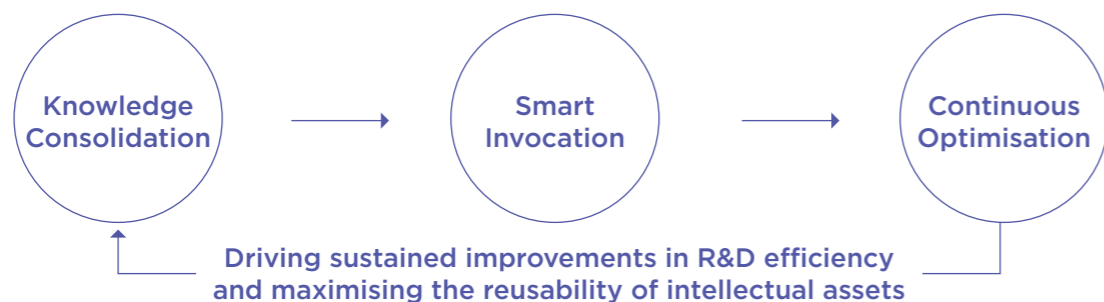 Knowledge
Consolidation
Smart
Invocation
Continuous
Optimisation
Driving sustained improvements in R&D efficiency
and maximising the reusability of intellectual assets